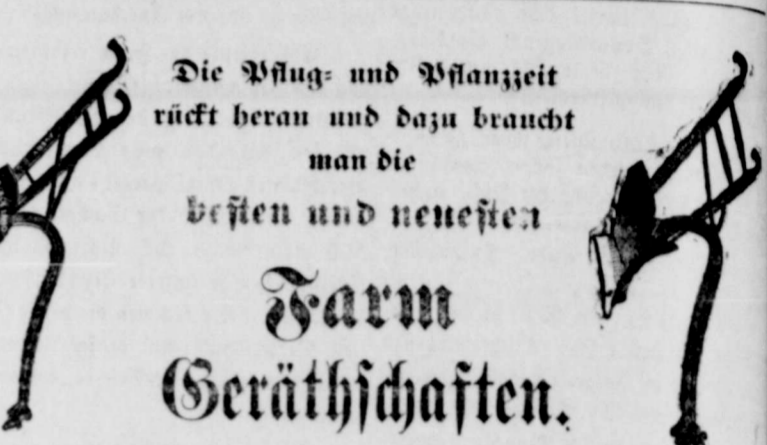 Die Pflug- und Pflanzzeit
rückt heran und dazu braucht
man die
besten und neuesten
Farm
Geräthschaften.